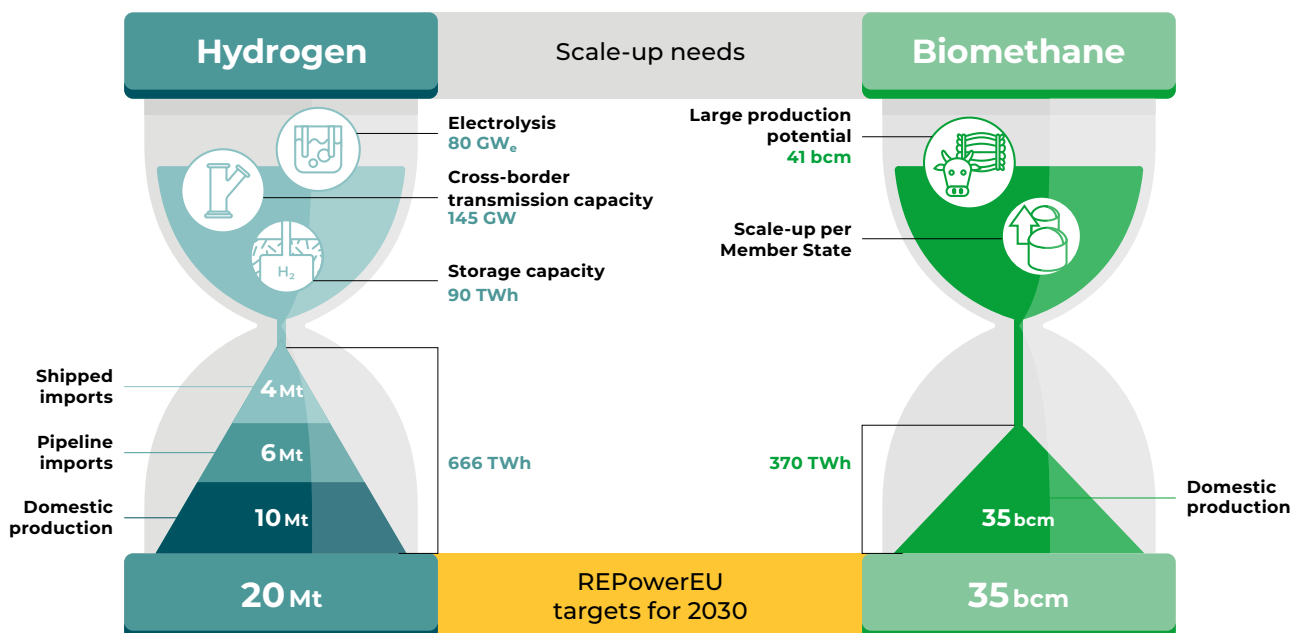 Hydrogen
Scale-up needs
Biomethane
Electrolysis
80 GWₑ
Cross-border
transmission capacity
145 GW
H₂
Storage capacity
90 TWh
Large production
potential
41 bcm
Scale-up per
Member State
Shipped
imports
4 Mt
Pipeline
imports
6 Mt
Domestic
production
10 Mt
666 TWh
370 TWh
35 bcm
Domestic
production
20 Mt
REPowerEU
targets for 2030
35 bcm